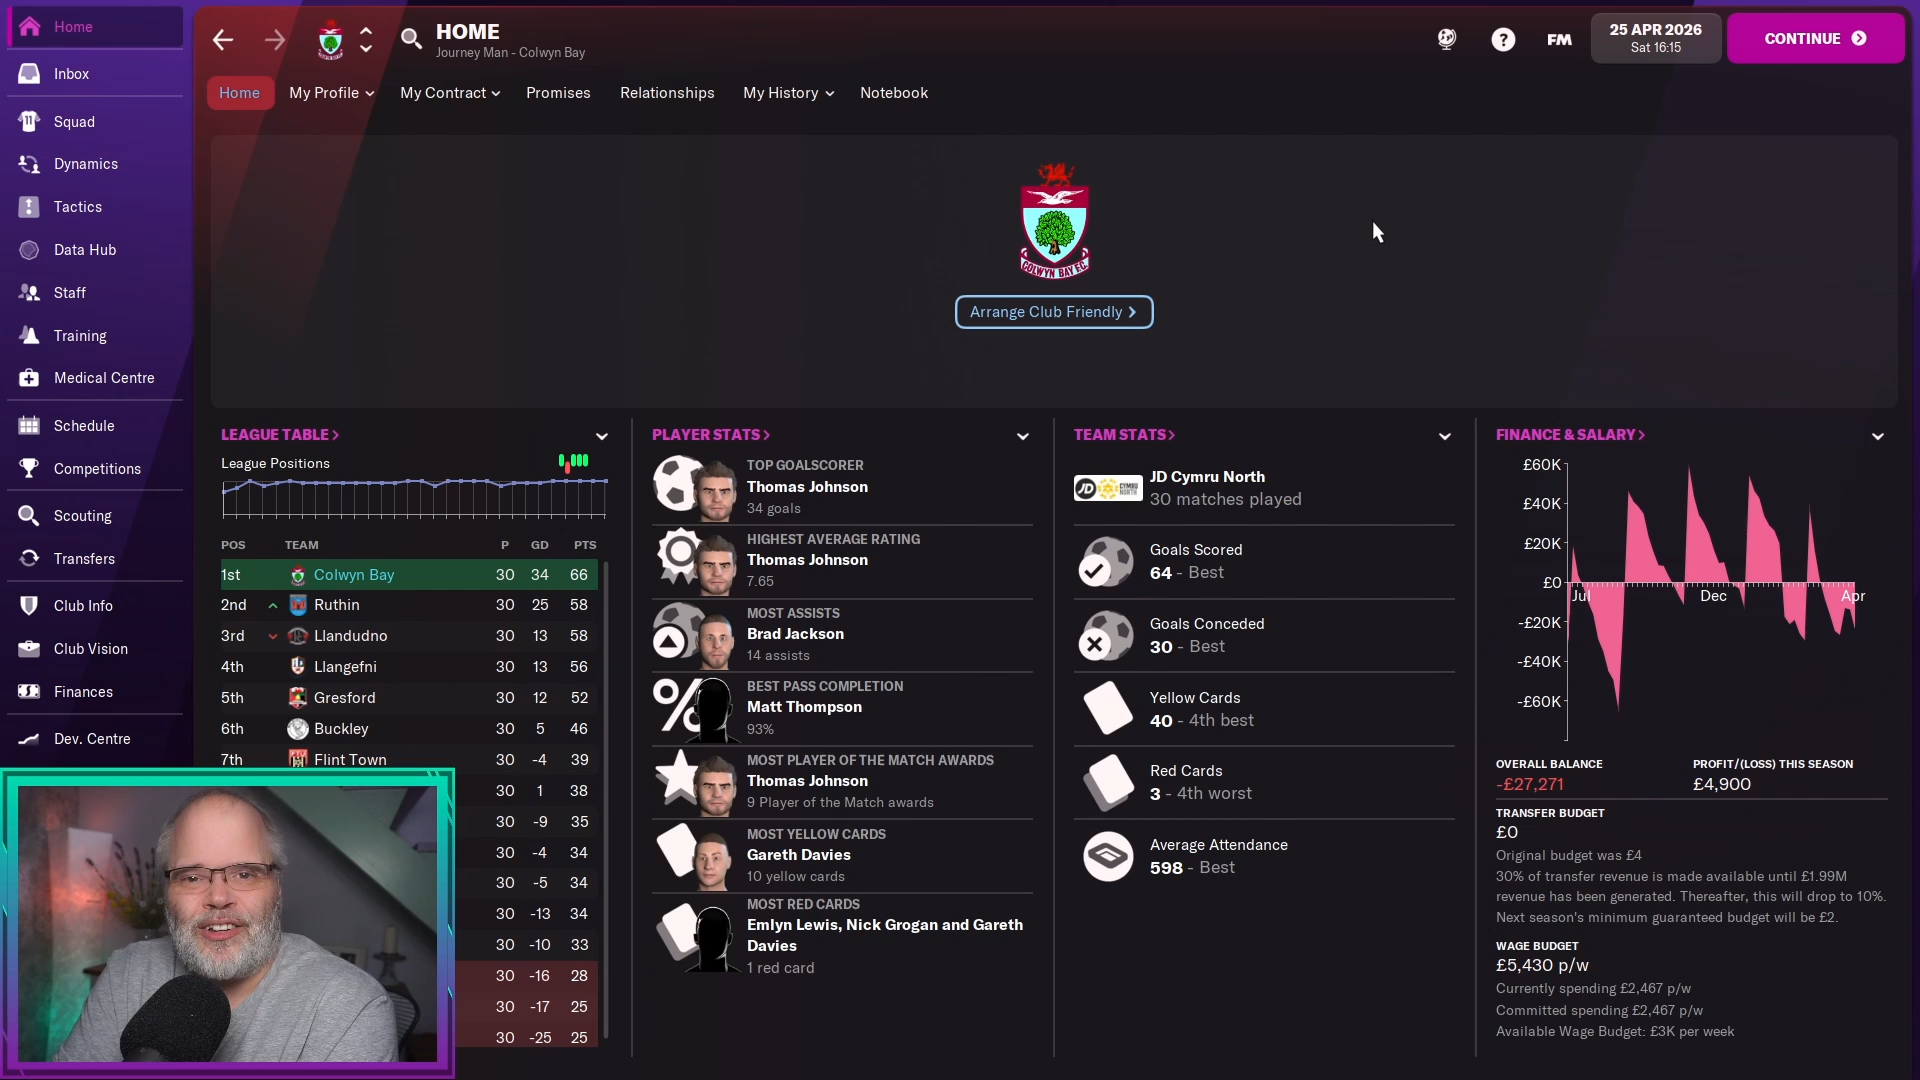 Home
Inbox
Squad
Dynamics
Tactics
Data Hub
Staff
Training
Medical Centre
Schedule
Competitions
Scouting
Transfers
Club Info
Club Vision
Finances
Dev. Centre
HOME
Journey Man - Colwyn Bay
FM
25 APR 2026
Sat 16:15
CONTINUE
Home
My Profile
My Contract
Promises
Relationships
My History
Notebook
COLWYN BAY F.C.
Arrange Club Friendly >
LEAGUE TABLE >
League Positions
POS TEAM P GD PTS
1st Colwyn Bay 30 34 66
2nd Ruthin 30 25 58
3rd Llandudno 30 13 58
4th Llangefni 30 13 56
5th Gresford 30 12 52
6th Buckley 30 5 46
7th Flint Town 30 -4 39
30 1 38
30 -9 35
30 -4 34
30 -5 34
30 -13 34
30 -10 33
30 -16 28
30 -17 25
30 -25 25
PLAYER STATS >
TOP GOALSCORER
Thomas Johnson
34 goals
HIGHEST AVERAGE RATING
Thomas Johnson
7.65
MOST ASSISTS
Brad Jackson
14 assists
BEST PASS COMPLETION
Matt Thompson
93%
MOST PLAYER OF THE MATCH AWARDS
Thomas Johnson
9 Player of the Match awards
MOST YELLOW CARDS
Gareth Davies
10 yellow cards
MOST RED CARDS
Emlyn Lewis, Nick Grogan and Gareth
Davies
1 red card
TEAM STATS >
JD CYMRU NORTH
JD Cymru North
30 matches played
Goals Scored
64 - Best
Goals Conceded
30 - Best
Yellow Cards
40 - 4th best
Red Cards
3 - 4th worst
Average Attendance
598 - Best
FINANCE & SALARY >
£60K
£40K
£20K
£0
-£20K
-£40K
-£60K
Jul Dec Apr
OVERALL BALANCE
-£27,271
PROFIT/(LOSS) THIS SEASON
£4,900
TRANSFER BUDGET
£0
Original budget was £4
30% of transfer revenue is made available until £1.99M
revenue has been generated. Thereafter, this will drop to 10%.
Next season's minimum guaranteed budget will be £2.
WAGE BUDGET
£5,430 p/w
Currently spending £2,467 p/w
Committed spending £2,467 p/w
Available Wage Budget: £3K per week